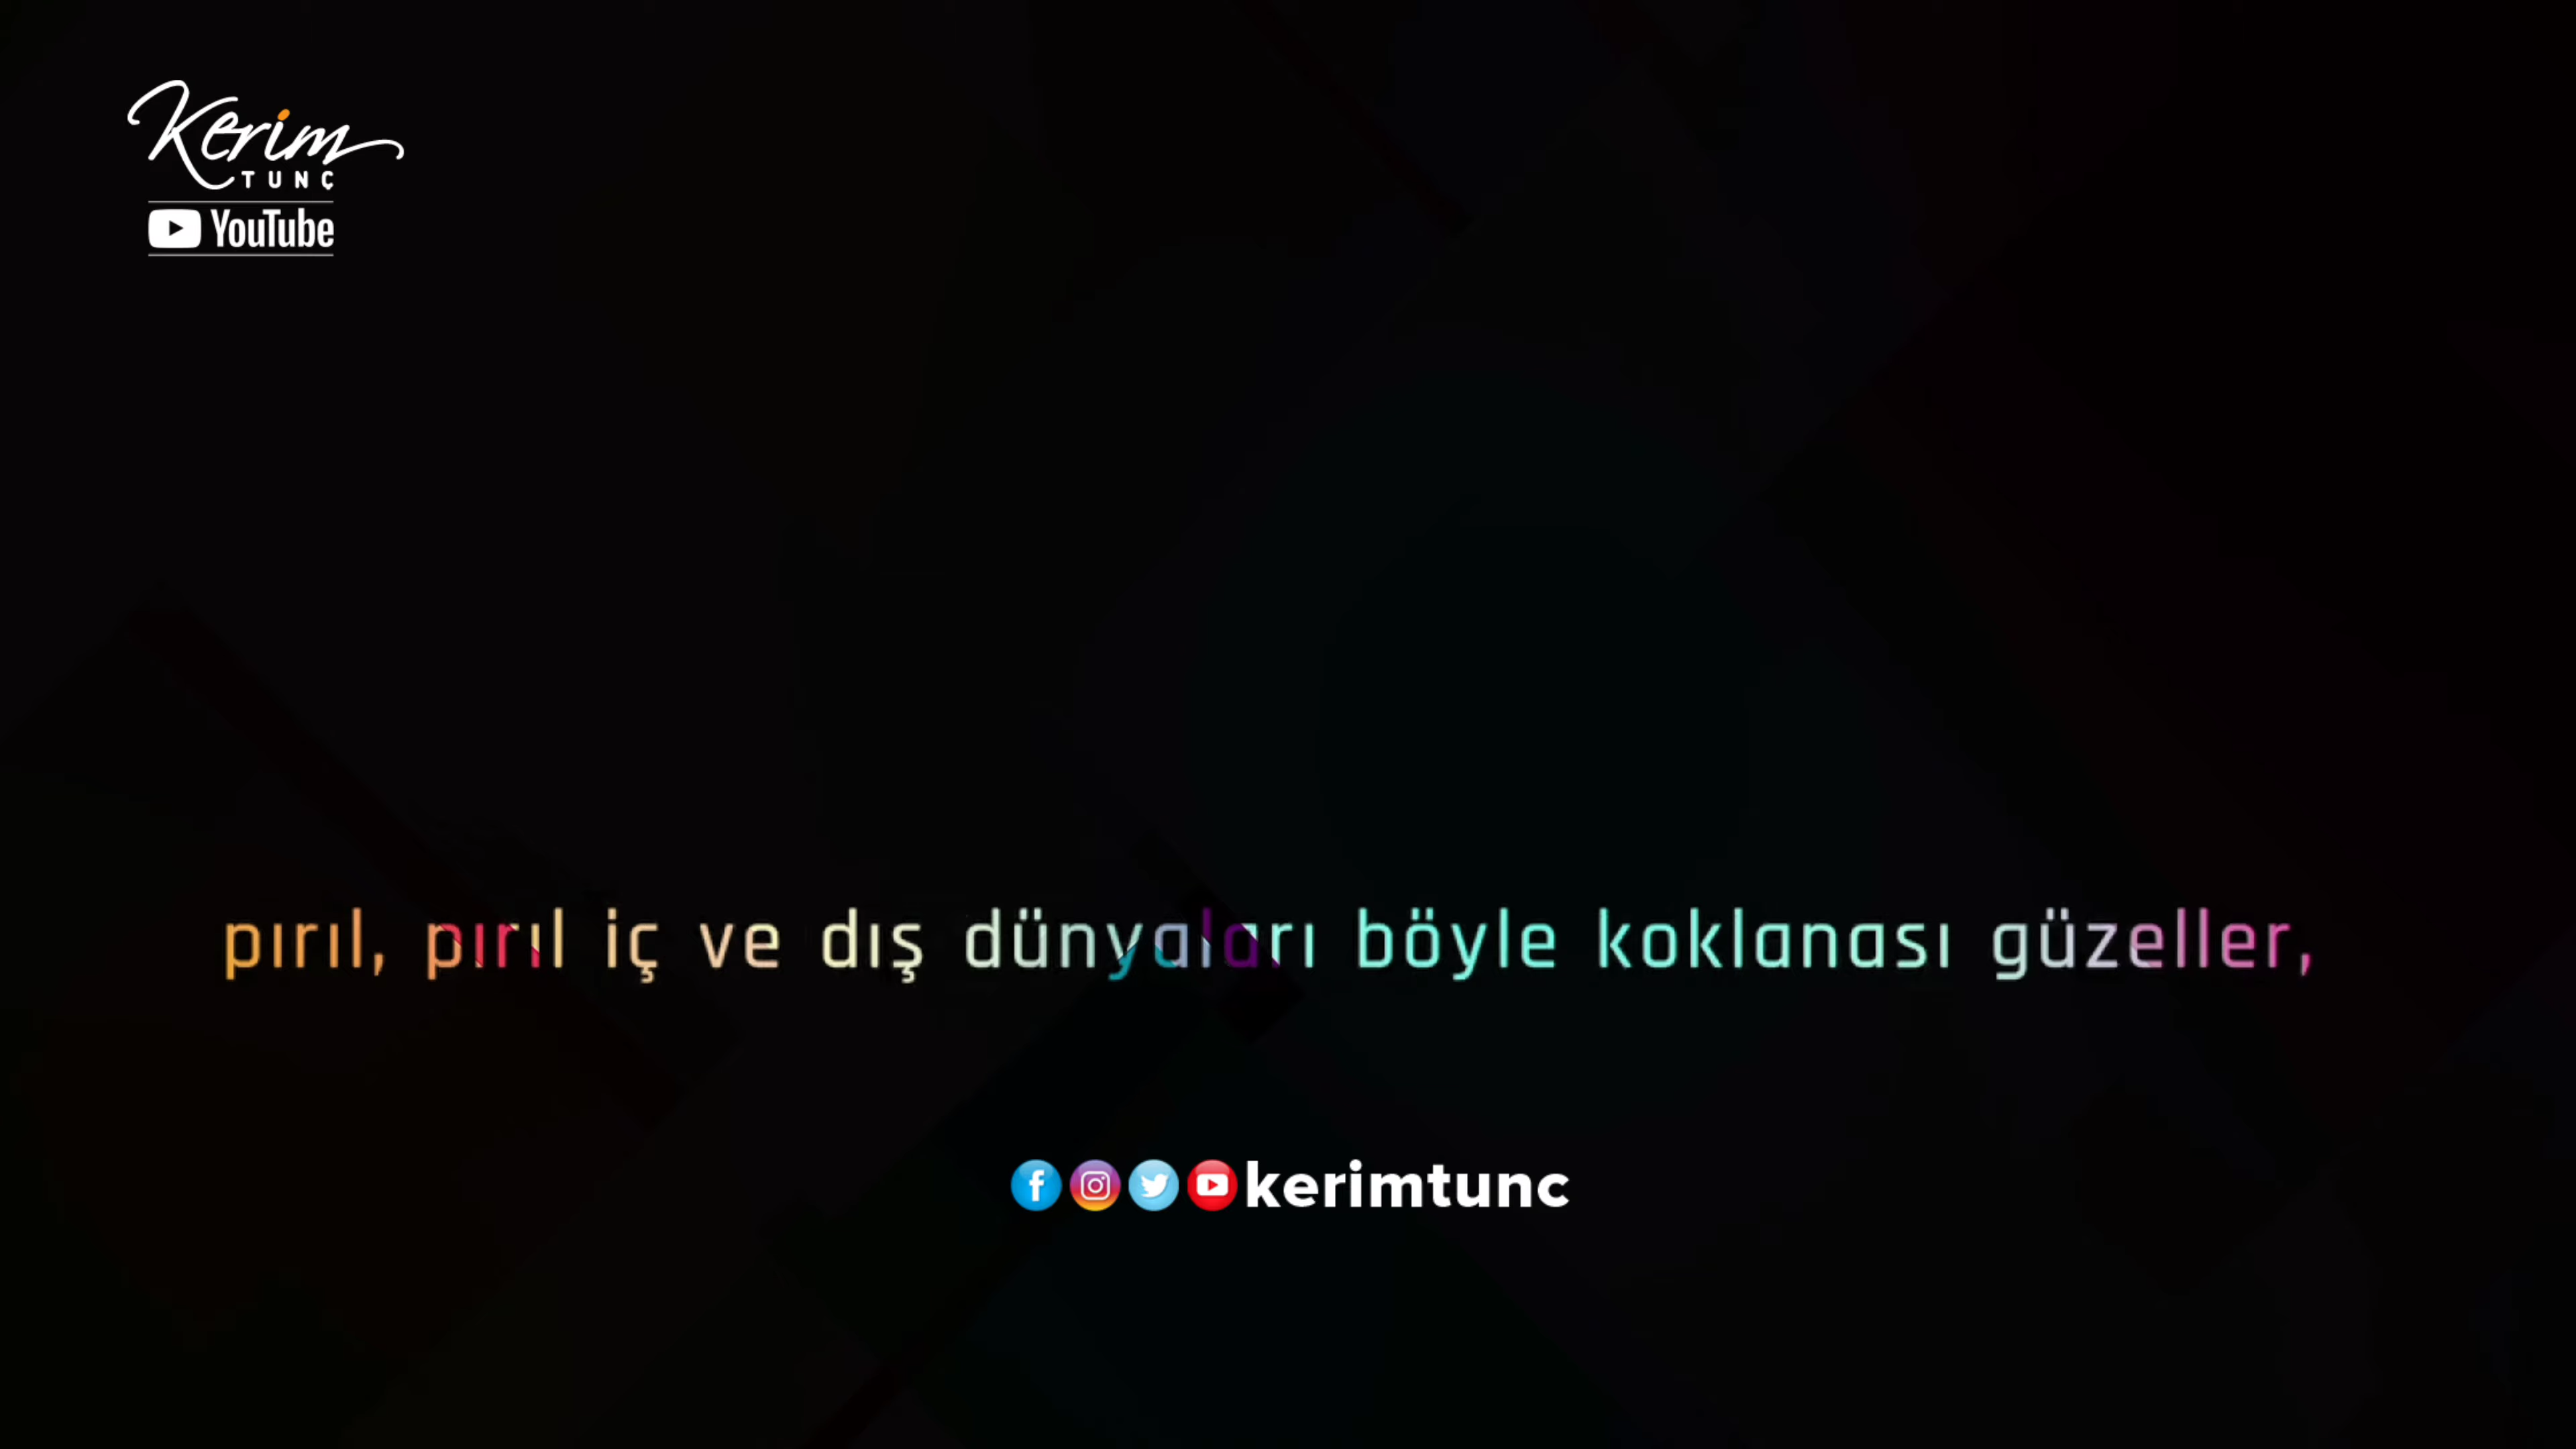 Kerim
TUNÇ
YouTube
pırıl, pırıl iç ve dış dünyaları böyle koklanası güzeller,
kerimtunc